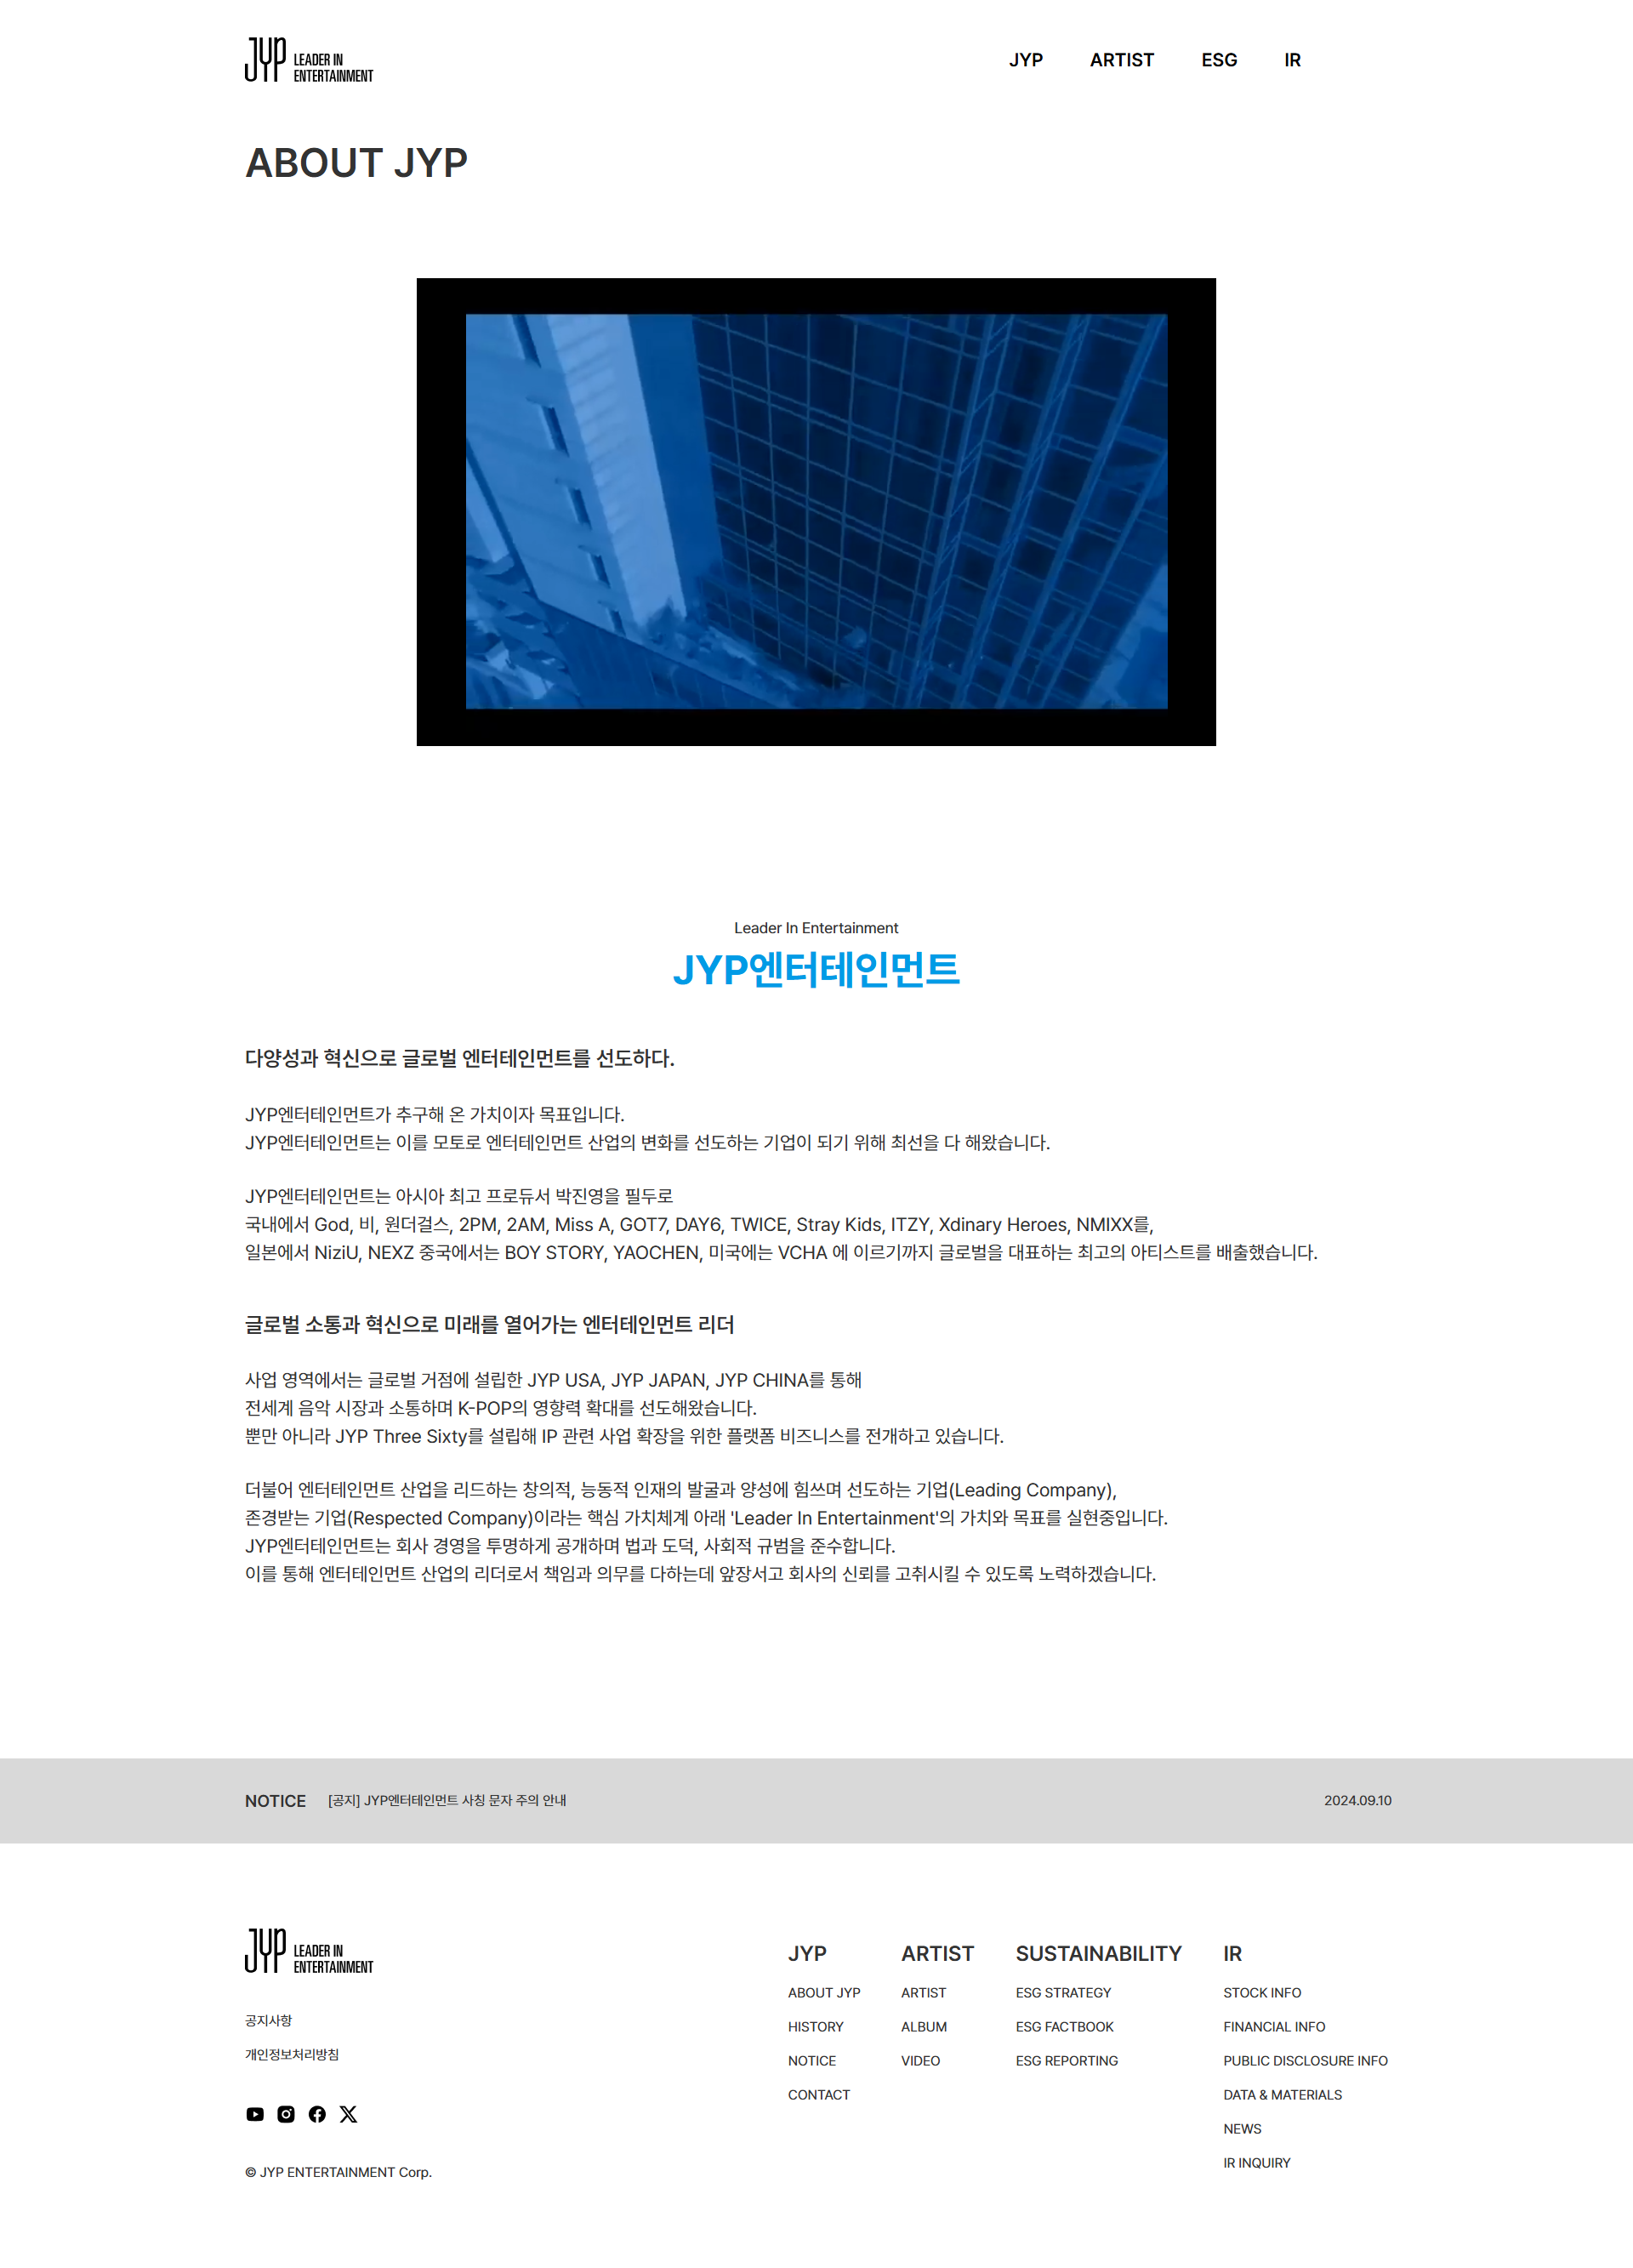 JYP LEADER IN
ENTERTAINMENT
JYP ARTIST ESG IR
ABOUT JYP
Leader In Entertainment
JYP엔터테인먼트
다양성과 혁신으로 글로벌 엔터테인먼트를 선도하다.
JYP엔터테인먼트가 추구해 온 가치이자 목표입니다.
JYP엔터테인먼트는 이를 모토로 엔터테인먼트 산업의 변화를 선도하는 기업이 되기 위해 최선을 다 해왔습니다.
JYP엔터테인먼트는 아시아 최고 프로듀서 박진영을 필두로
국내에서 God, 비, 원더걸스, 2PM, 2AM, Miss A, GOT7, DAY6, TWICE, Stray Kids, ITZY, Xdinary Heroes, NMIXX를,
일본에서 NiziU, NEXZ 중국에서는 BOY STORY, YAOCHEN, 미국에는 VCHA 에 이르기까지 글로벌을 대표하는 최고의 아티스트를 배출했습니다.
글로벌 소통과 혁신으로 미래를 열어가는 엔터테인먼트 리더
사업 영역에서는 글로벌 거점에 설립한 JYP USA, JYP JAPAN, JYP CHINA를 통해
전세계 음악 시장과 소통하며 K-POP의 영향력 확대를 선도해왔습니다.
뿐만 아니라 JYP Three Sixty를 설립해 IP 관련 사업 확장을 위한 플랫폼 비즈니스를 전개하고 있습니다.
더불어 엔터테인먼트 산업을 리드하는 창의적, 능동적 인재의 발굴과 양성에 힘쓰며 선도하는 기업(Leading Company),
존경받는 기업(Respected Company)이라는 핵심 가치체계 아래 'Leader In Entertainment'의 가치와 목표를 실현중입니다.
JYP엔터테인먼트는 회사 경영을 투명하게 공개하며 법과 도덕, 사회적 규범을 준수합니다.
이를 통해 엔터테인먼트 산업의 리더로서 책임과 의무를 다하는데 앞장서고 회사의 신뢰를 고취시킬 수 있도록 노력하겠습니다.
NOTICE [공지] JYP엔터테인먼트 사칭 문자 주의 안내 2024.09.10
JYP LEADER IN
ENTERTAINMENT
공지사항
개인정보처리방침
© JYP ENTERTAINMENT Corp.
JYP
ABOUT JYP
HISTORY
NOTICE
CONTACT
ARTIST
ARTIST
ALBUM
VIDEO
SUSTAINABILITY
ESG STRATEGY
ESG FACTBOOK
ESG REPORTING
IR
STOCK INFO
FINANCIAL INFO
PUBLIC DISCLOSURE INFO
DATA & MATERIALS
NEWS
IR INQUIRY